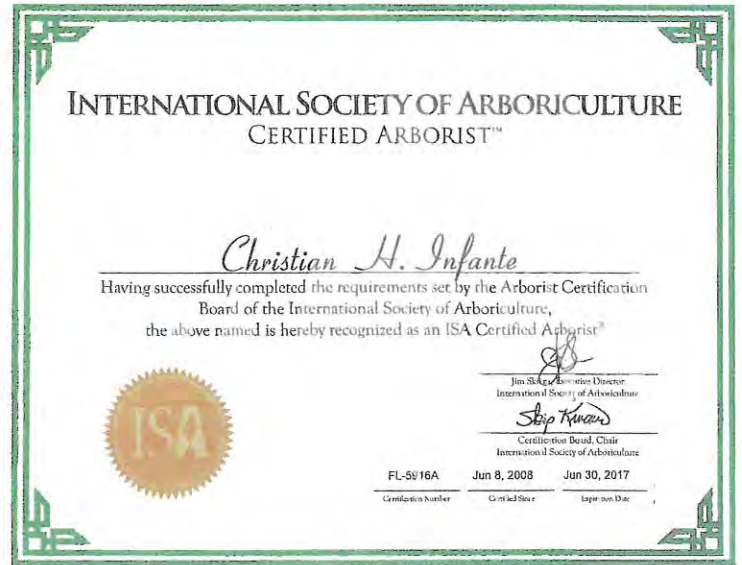 INTERNATIONAL SOCIETY OF ARBORICULTURE
CERTIFIED ARBORIST™
Christian H. Infante
Having successfully completed the requirements set by the Arborist Certification
Board of the International Society of Arboriculture,
the above named is hereby recognized as an ISA Certified Arborist®
Jim Executive Director
International Society of Arboriculture
Skip
Certification Board, Chair
International Society of Arboriculture
ISA
FL-5916A Jun 8, 2008 Jun 30, 2017
Certification Number Certified Since Expiration Date